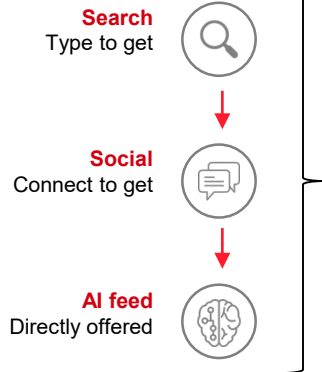 Search
Type to get
Social
Connect to get
AI feed
Directly offered